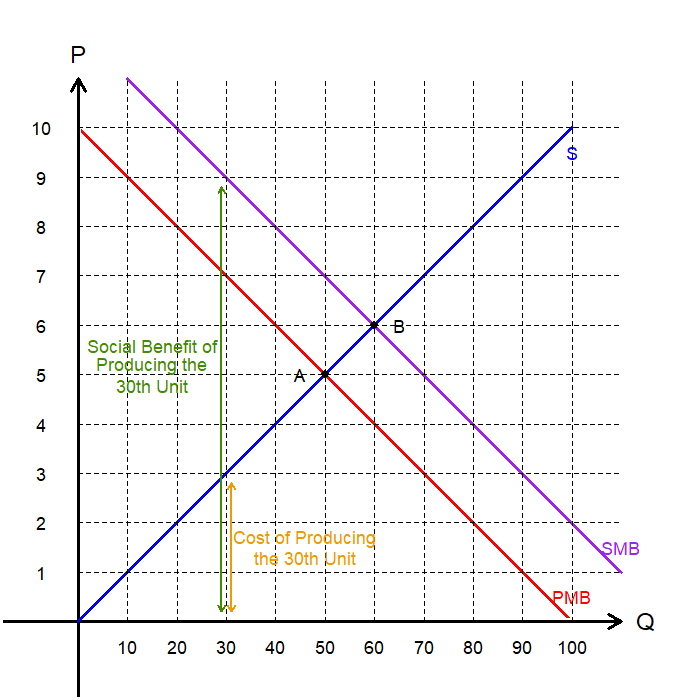 P
10
9
8
7
6
5
4
3
2
1
S
B
A
Social Benefit of
Producing the
30th Unit
Cost of Producing
the 30th Unit
SMB
PMB
Q
10 20 30 40 50 60 70 80 90 100